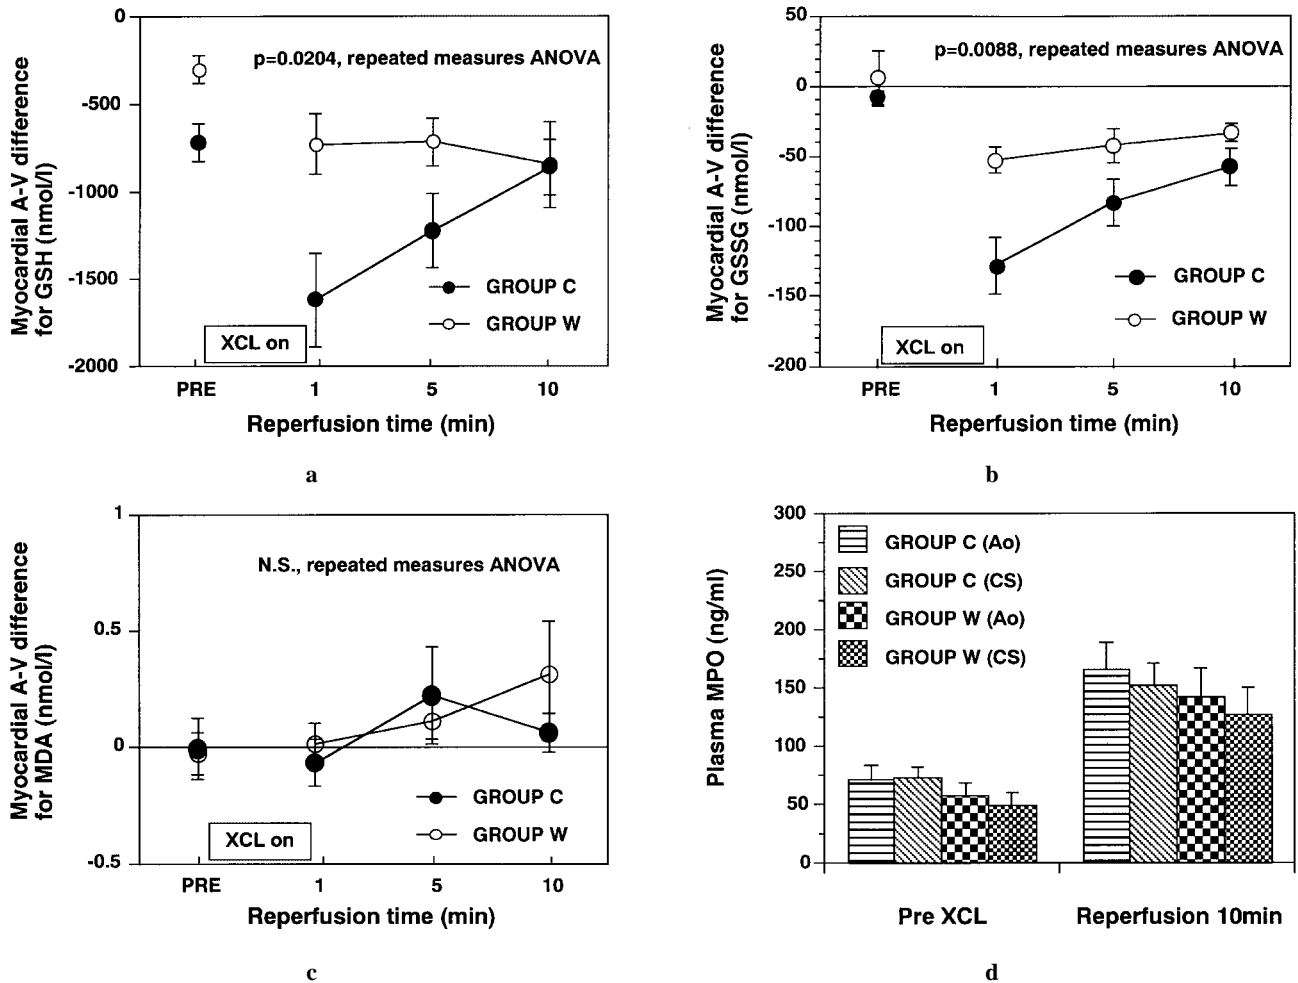 0
-500
-1000
-1500
-2000
Myocardial A-V difference
for GSH (nmol/l)
p=0.0204, repeated measures ANOVA
GROUP C
GROUP W
XCL on
PRE 1 5 10
Reperfusion time (min)
a
50
0
-50
-100
-150
-200
Myocardial A-V difference
for GSSG (nmol/l)
p=0.0088, repeated measures ANOVA
GROUP C
GROUP W
XCL on
PRE 1 5 10
Reperfusion time (min)
b
1
0.5
0
-0.5
Myocardial A-V difference
for MDA (nmol/l)
N.S., repeated measures ANOVA
GROUP C
GROUP W
XCL on
PRE 1 5 10
Reperfusion time (min)
c
300
250
200
150
100
50
0
Plasma MPO (ng/ml)
GROUP C (Ao)
GROUP C (CS)
GROUP W (Ao)
GROUP W (CS)
Pre XCL Reperfusion 10min
d